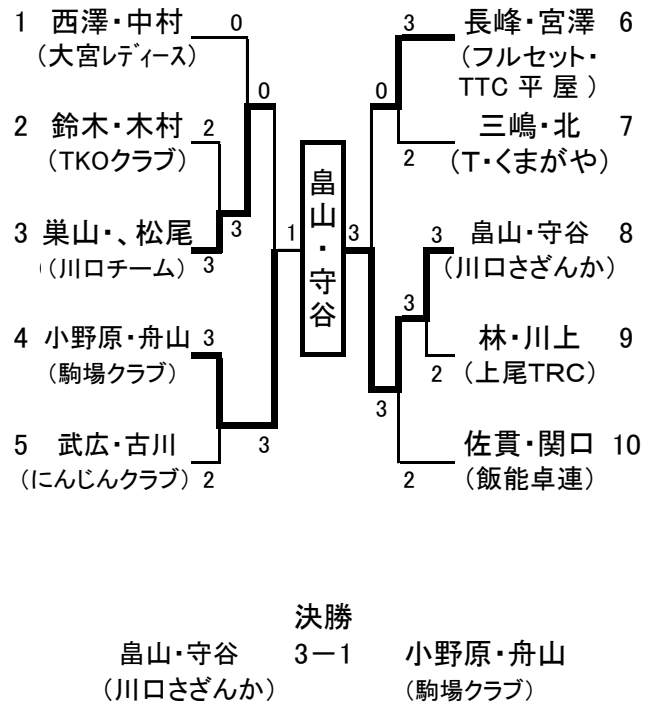 1 西澤・中村
(大宮ﾚﾃﾞｨｰｽ)
0
2 鈴木・木村
(TKOクラブ)
2
0
3 巣山・、松尾
(川口チーム)
3
3
4 小野原・舟山
(駒場クラブ)
3
5 武広・古川
(にんじんクラブ)
2
3
1
畠山・守谷
3
長峰・宮澤 6
(フルセット・
TTC 平 屋 )
3
0
三嶋・北 7
(T・くまがや)
2
畠山・守谷 8
(川口さざんか)
3
3
林・川上 9
(上尾TRC)
2
3
佐貫・関口 10
(飯能卓連)
2
決勝
畠山・守谷 3－1 小野原・舟山
(川口さざんか) (駒場クラブ)